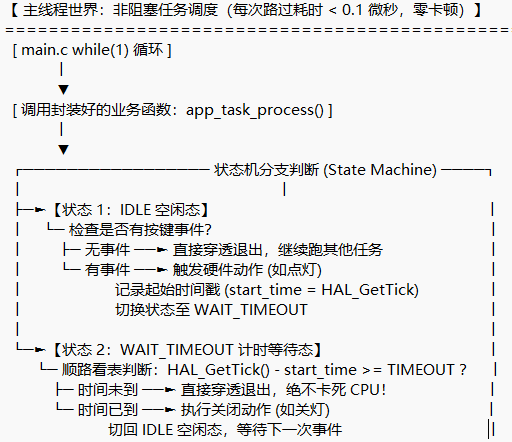 【 主线程世界：非阻塞任务调度（每次路过耗时 < 0.1 微秒，零卡顿）】
==================================================
[ main.c while(1) 循环 ]
│
▼
[ 调用封装好的业务函数：app_task_process() ]
│
▼
┌───────────────── 状态机分支判断 (State Machine) ────┐
│ │
├─►【状态 1：IDLE 空闲态】 │
│ └─ 检查是否有按键事件？ │
│ ├─ 无事件 ──► 直接穿透退出，继续跑其他任务 │
│ └─ 有事件 ──► 触发硬件动作 (如点灯) │
│ 记录起始时间戳 (start_time = HAL_GetTick) │
│ 切换状态至 WAIT_TIMEOUT │
│ │
└─►【状态 2：WAIT_TIMEOUT 计时等待态】 │
└─ 顺路看表判断：HAL_GetTick() - start_time >= TIMEOUT ？ │
├─ 时间未到 ──► 直接穿透退出，绝不卡死 CPU！ │
└─ 时间已到 ──► 执行关闭动作 (如关灯) │
切回 IDLE 空闲态，等待下一次事件 │